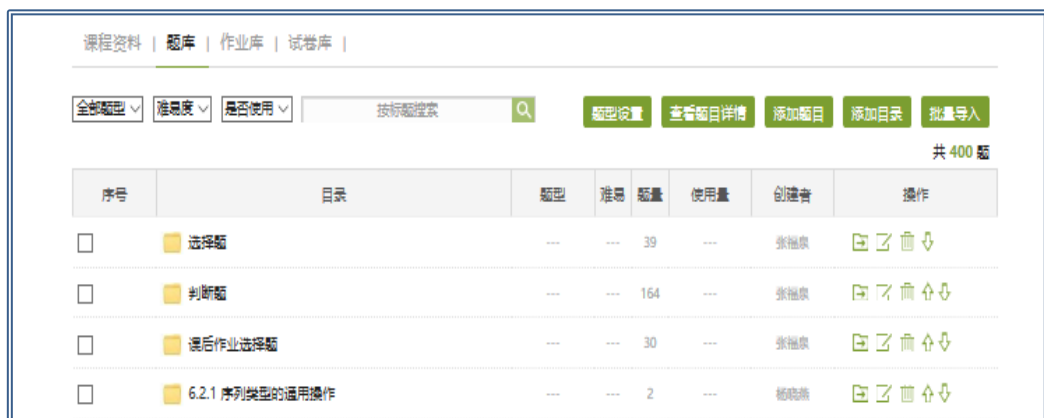 课程资料 | 题库 | 作业库 | 试卷库 |
全部题型 难易度 是否使用 按标题搜索 题型设置 查看题目详情 添加题目 添加目录 批量导入
共 400 题
序号 目录 题型 难易 题量 使用量 创建者 操作
选择题 --- --- 39 --- 张福泉
判断题 --- --- 164 --- 张福泉
课后作业选择题 --- --- 30 --- 张福泉
6.2.1 序列类型的通用操作 --- --- 2 --- 杨晓燕